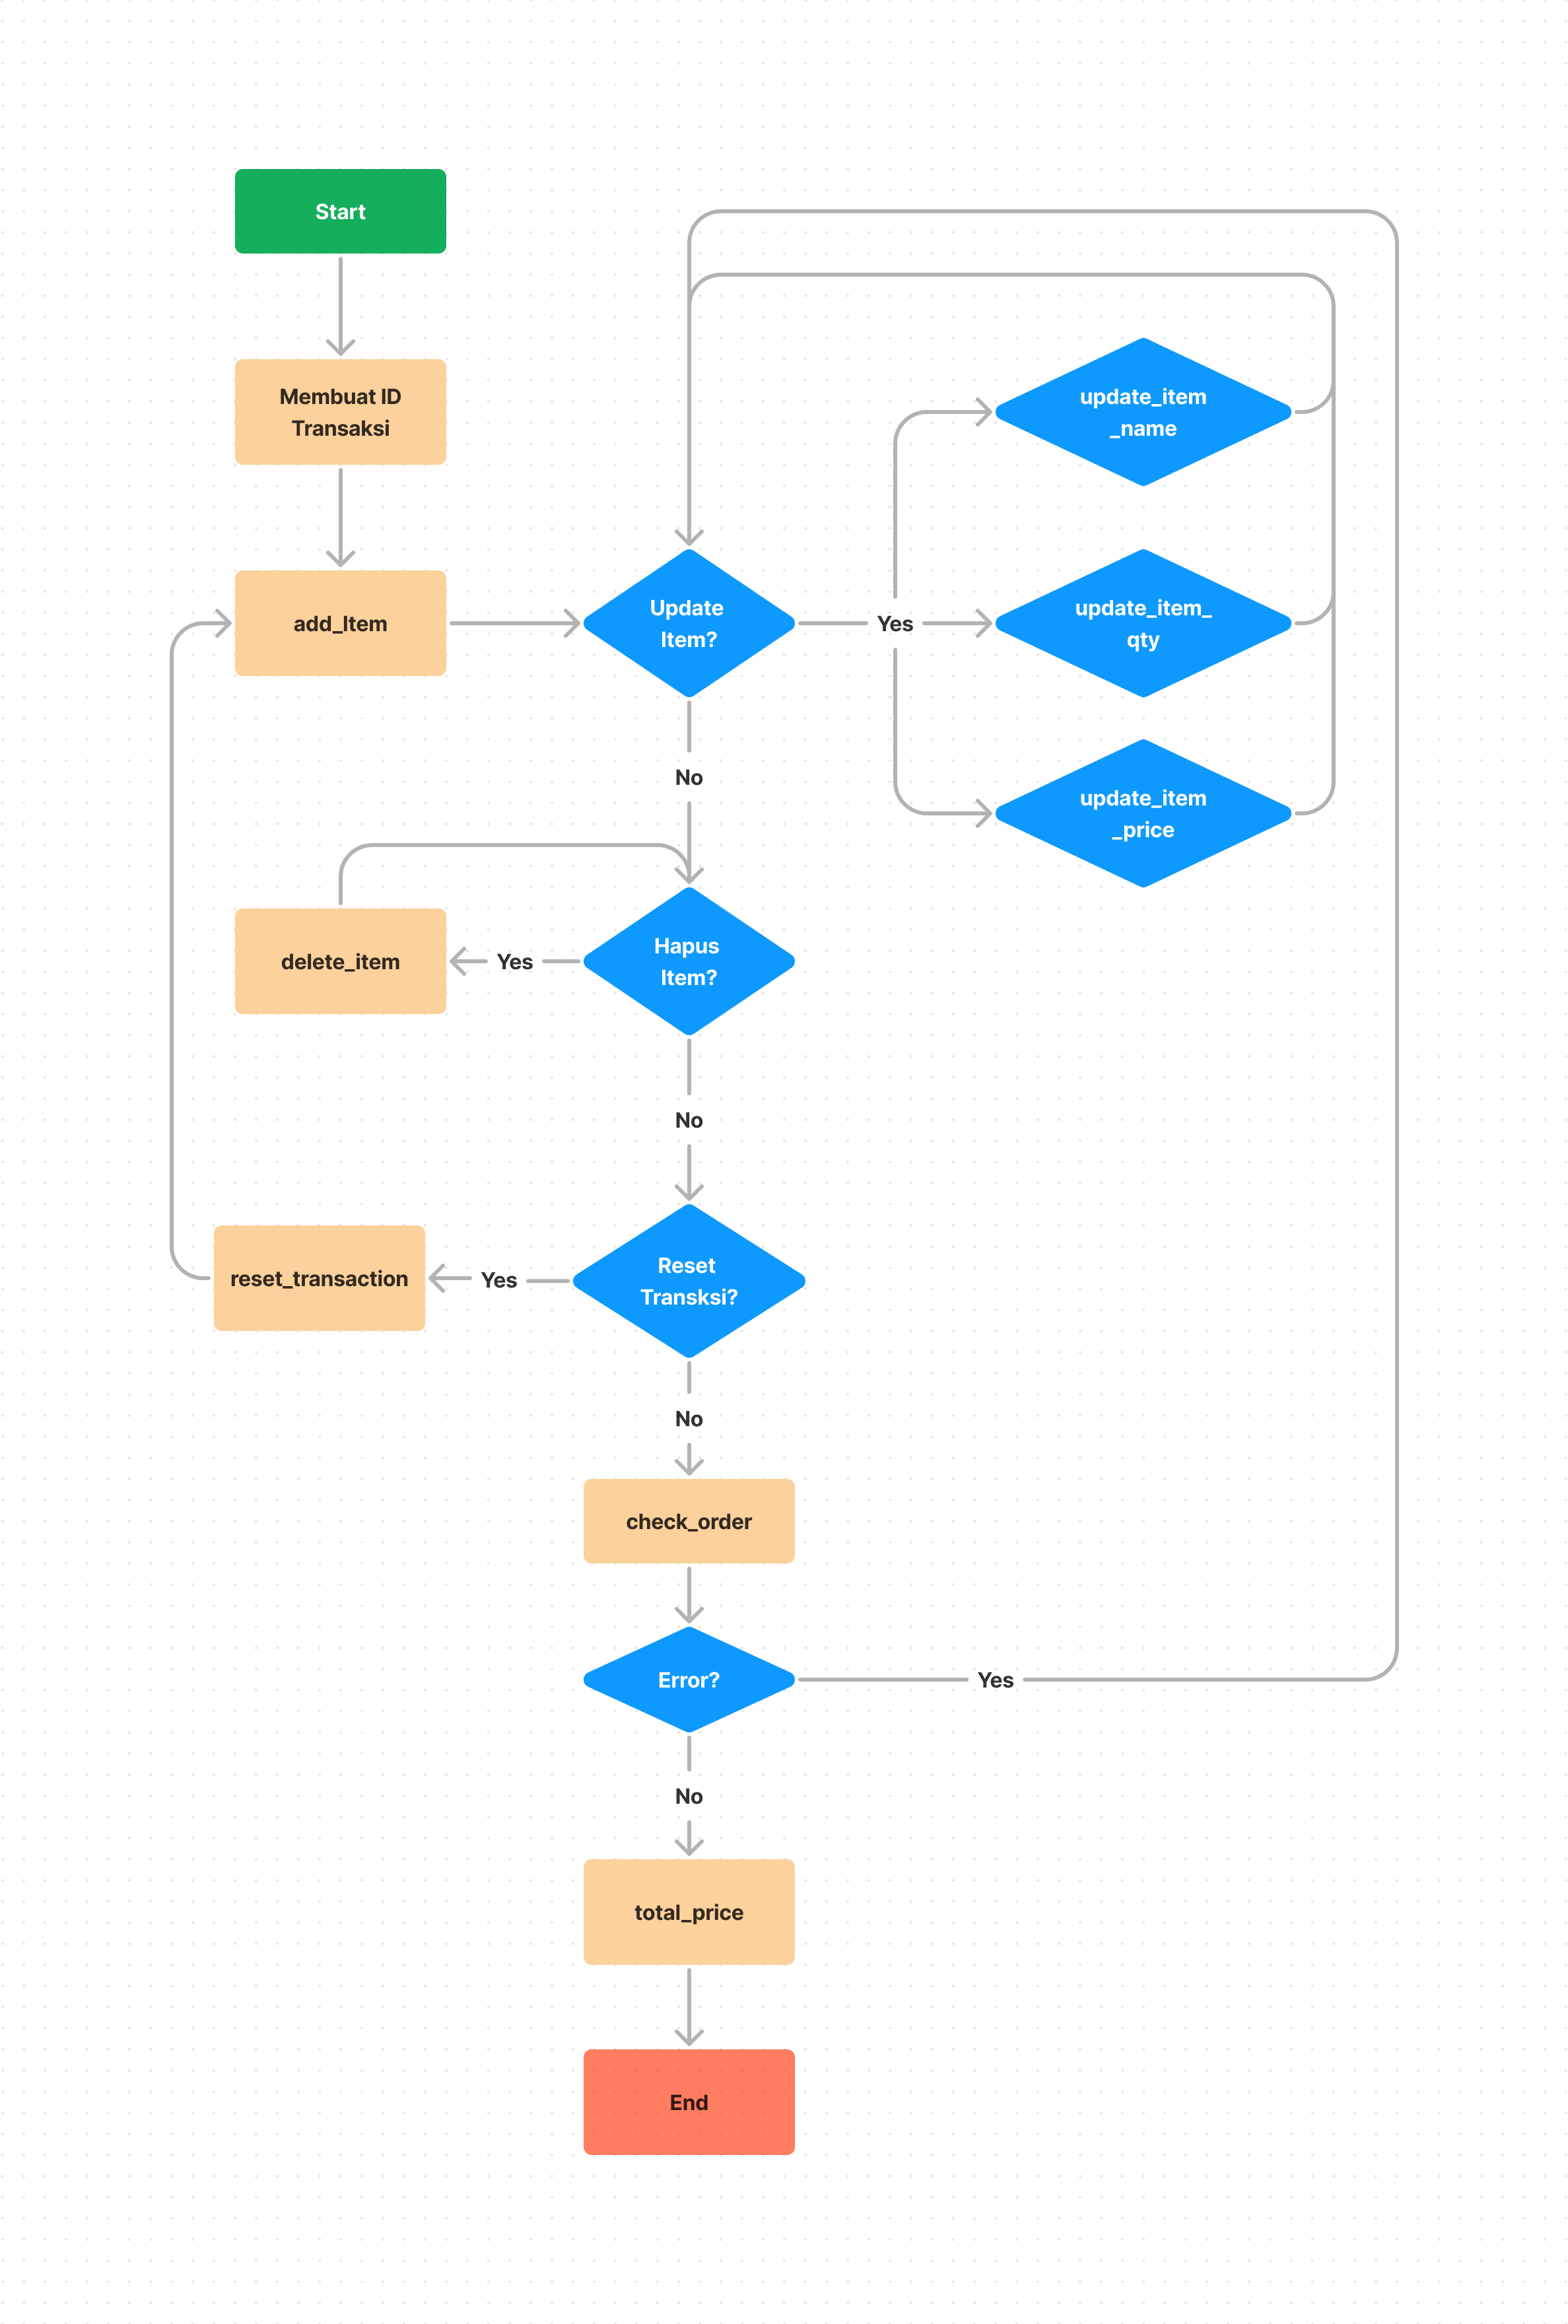 Start
Membuat ID
Transaksi
add_Item
Update
Item?
Yes
update_item
_name
update_item_
qty
update_item
_price
No
Hapus
Item?
Yes
delete_item
No
Reset
Transksi?
Yes
reset_transaction
No
check_order
Error?
Yes
No
total_price
End